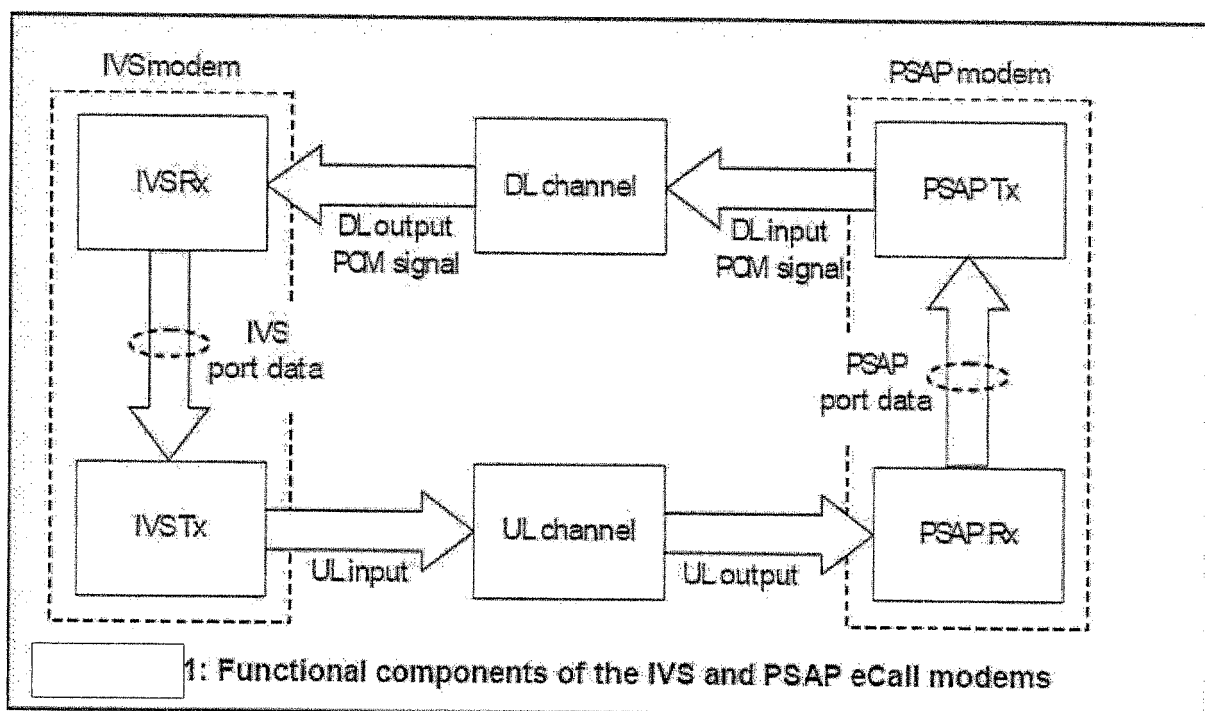 IVS modem
PSAP modem
IVS Rx
DL channel
PSAP Tx
DL output
PCM signal
DL input
PCM signal
IVS
port data
PSAP
port data
IVS Tx
UL channel
PSAP Rx
UL input
UL output
1: Functional components of the IVS and PSAP eCall modems